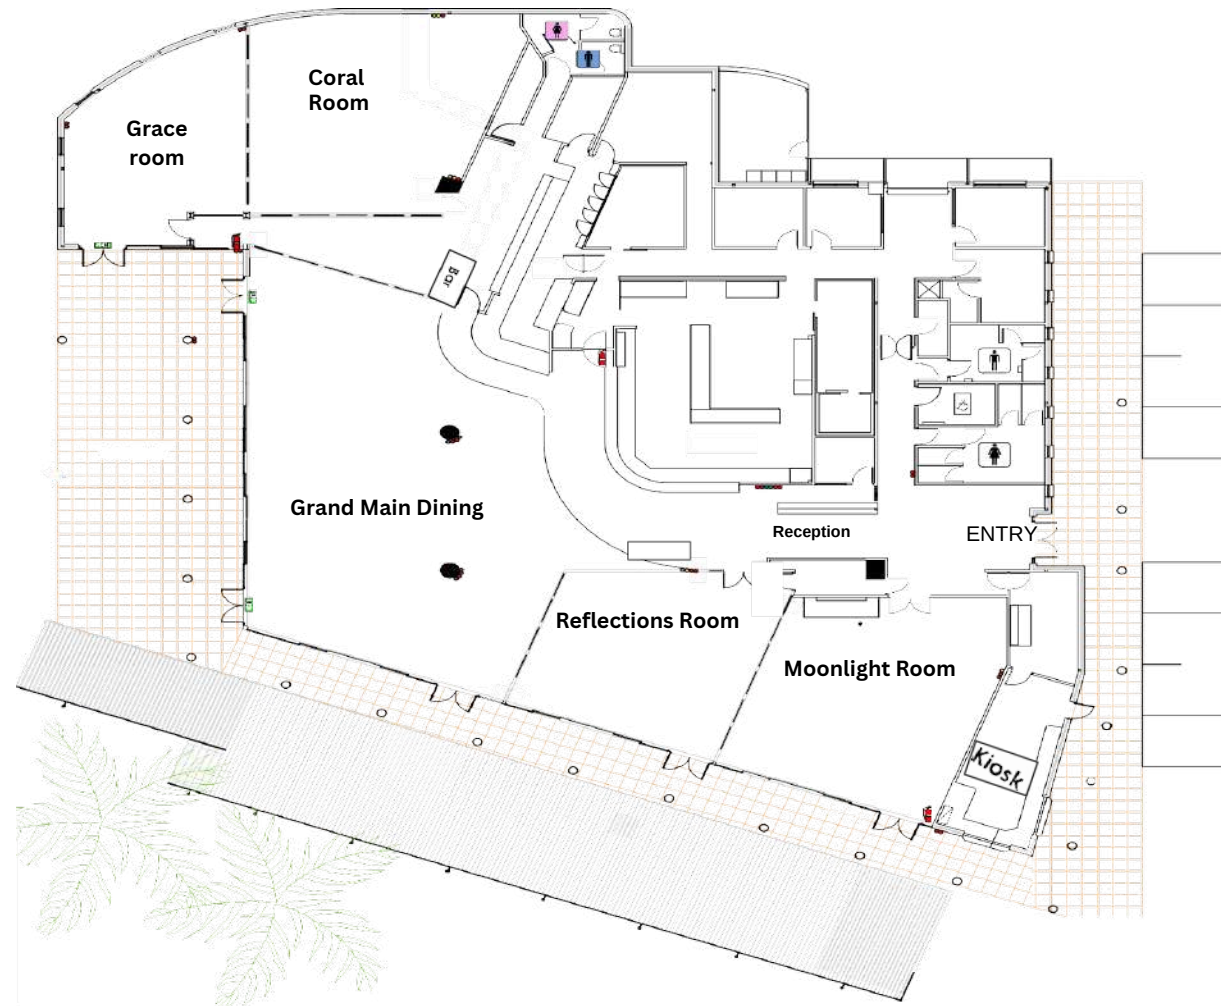 Coral
Room
Grace
room
Bar
Grand Main Dining
Reception
ENTRY
Reflections Room
Moonlight Room
Kiosk